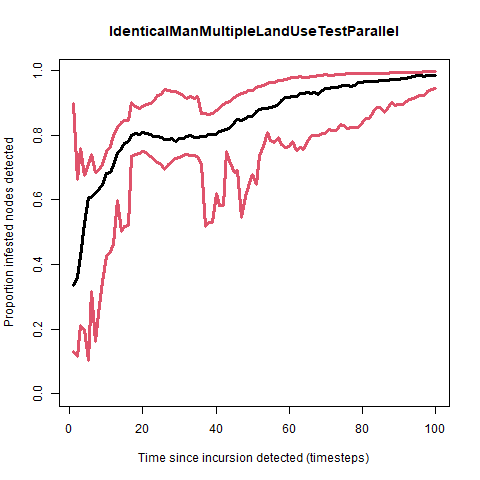 IdenticalManMultipleLandUseTestParallel
Proportion infested nodes detected
1.0
0.8
0.6
0.4
0.2
0.0
0 20 40 60 80 100
Time since incursion detected (timesteps)